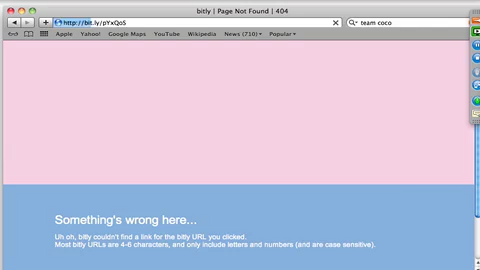 bitly | Page Not Found | 404
http://bit.ly/pYxQoS
team coco
Apple Yahoo! Google Maps YouTube Wikipedia News (710) Popular
Something's wrong here...
Uh oh, bitly couldn't find a link for the bitly URL you clicked.
Most bitly URLs are 4-6 characters, and only include letters and numbers (and are case sensitive).